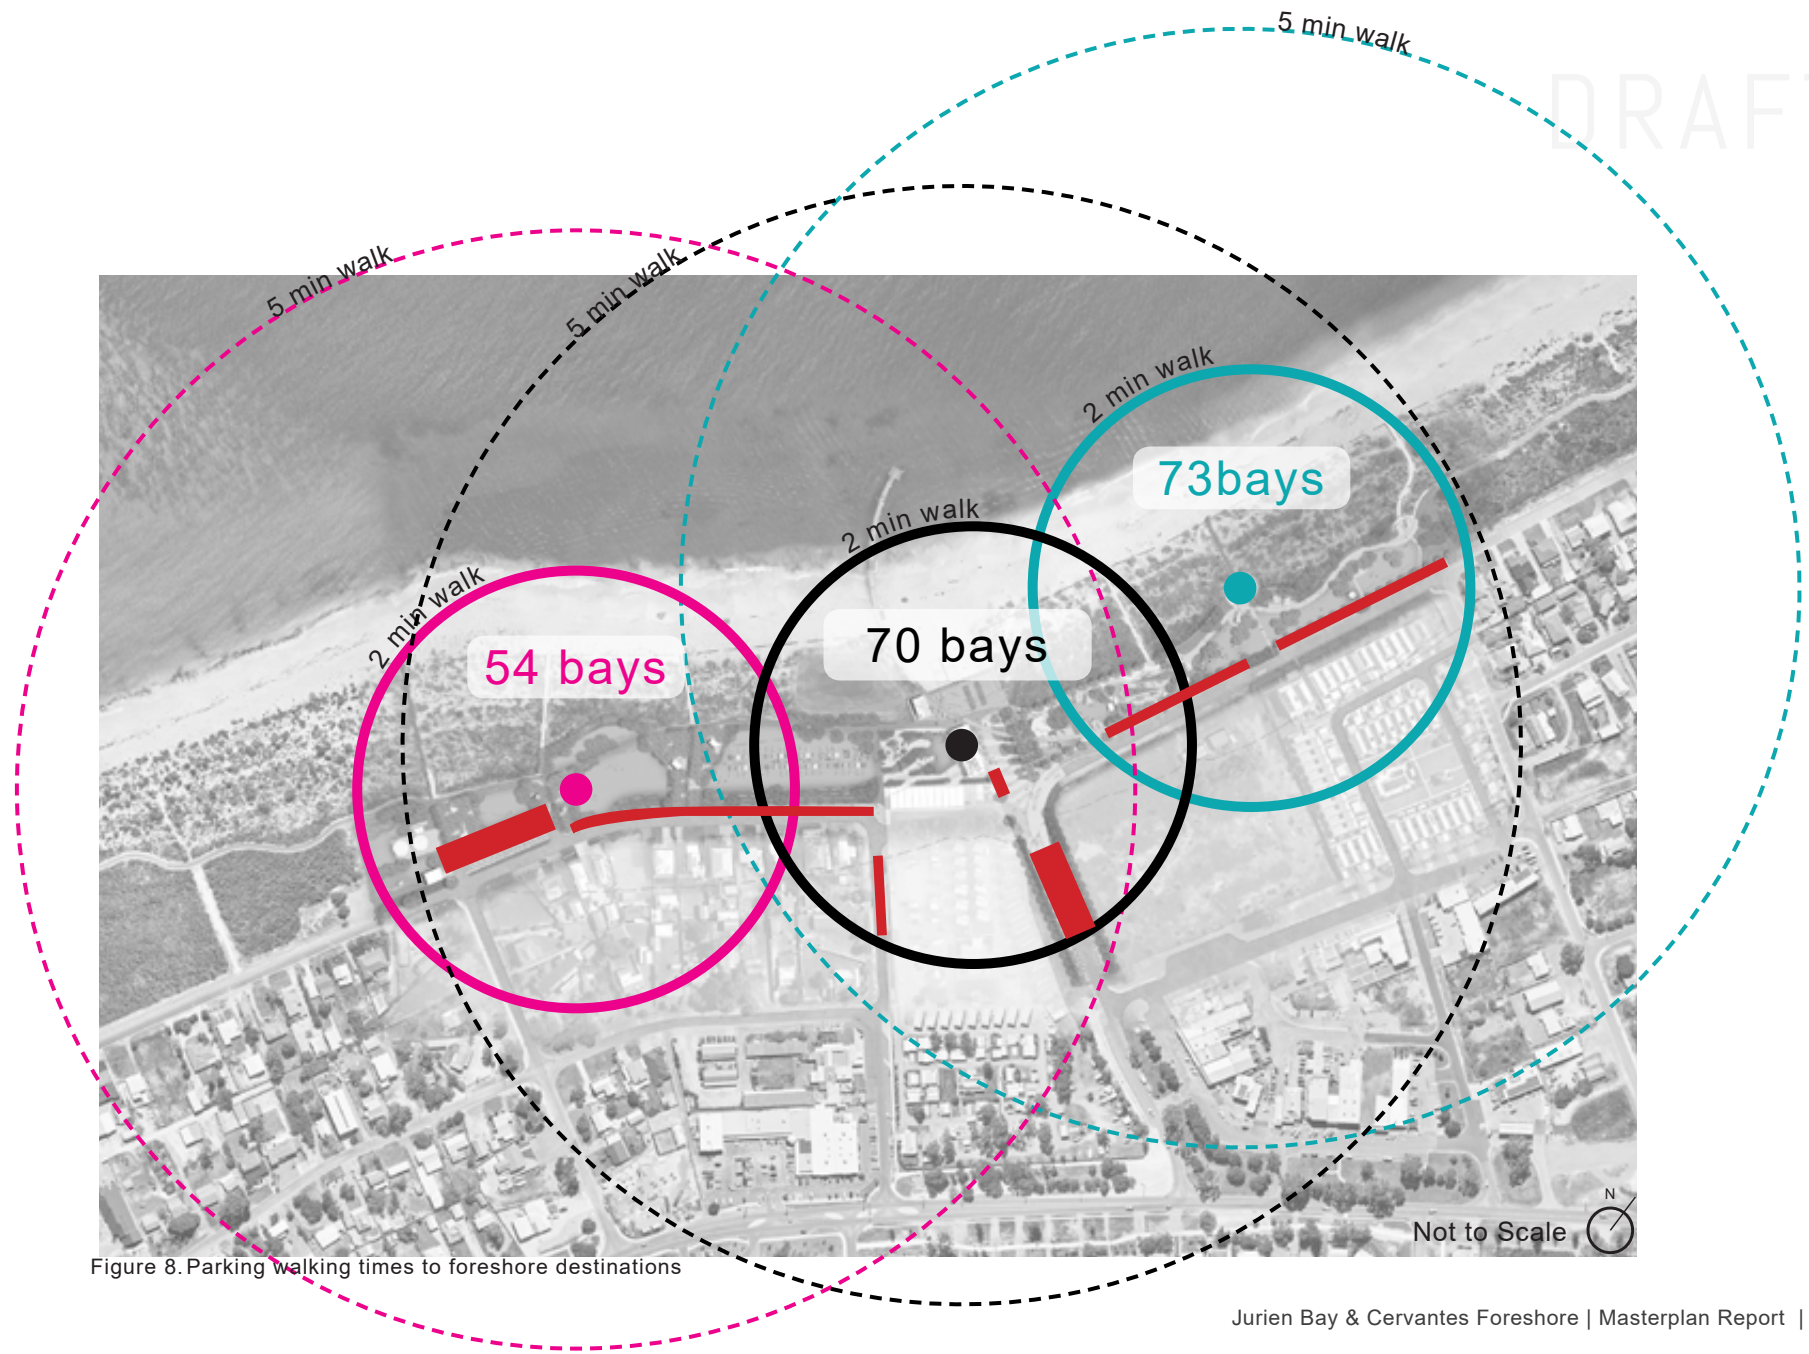 5 min walk
DRAF
5 min walk
5 min walk
2 min walk
73bays
2 min walk
2 min walk
70 bays
54 bays
N
Not to Scale
Figure 8. Parking walking times to foreshore destinations
Jurien Bay & Cervantes Foreshore | Masterplan Report |